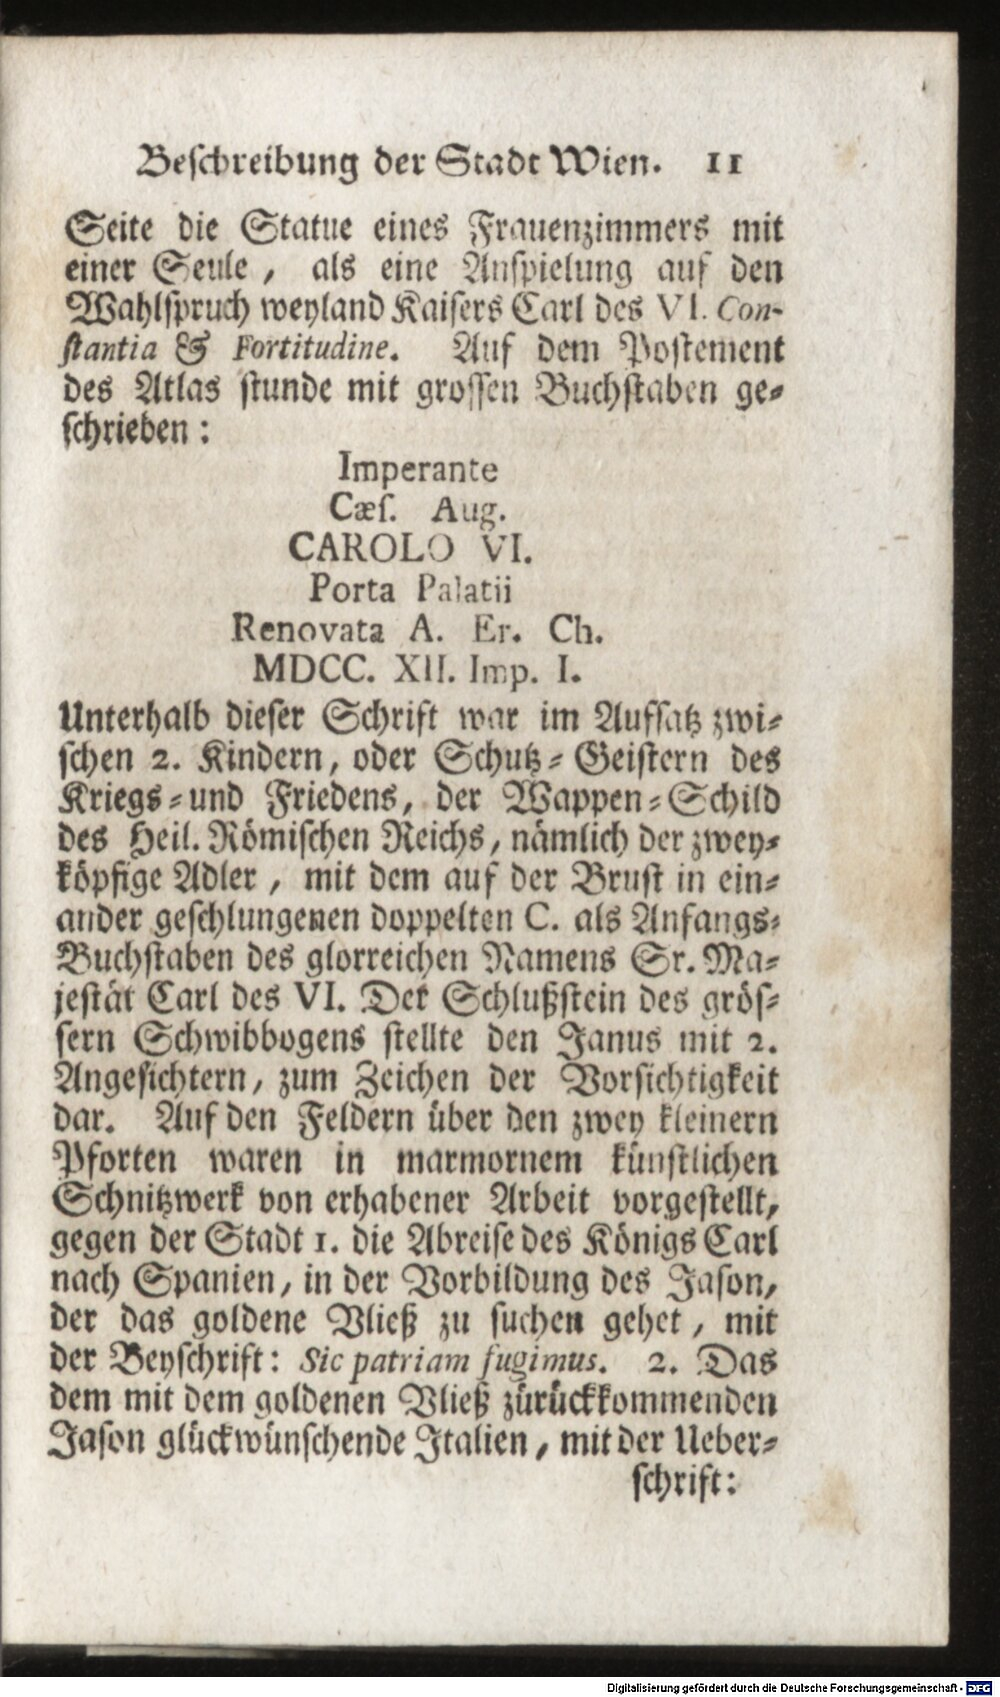 Beschreibung der Stadt Wien. 11
Seite die Statue eines Frauenzimmers mit
einer Seule, als eine Anspielung auf den
Wahlspruch weyland Kaisers Carl des VI. Con-
stantia & Fortitudine. Auf dem Postement
des Atlas stunde mit grossen Buchstaben ge-
schrieben:
Imperante
Cæſ. Aug.
CAROLO VI.
Porta Palatii
Renovata A. Er. Ch.
MDCC. XII. Imp. I.
Unterhalb dieser Schrift war im Aufsatz zwi-
schen 2. Kindern, oder Schutz-Geistern des
Kriegs-und Friedens, der Wappen-Schild
des Heil. Römischen Reichs, nämlich der zwey-
köpfige Adler, mit dem auf der Brust in ein-
ander geschlungenen doppelten C. als Anfangs-
Buchstaben des glorreichen Namens Sr. Ma-
jestät Carl des VI. Der Schlußstein des grös-
sern Schwibbogens stellte den Janus mit 2.
Angesichtern, zum Zeichen der Vorsichtigkeit
dar. Auf den Feldern über den zwey kleinern
Pforten waren in marmornem künstlichen
Schnitzwerk von erhabener Arbeit vorgestellt,
gegen der Stadt 1. die Abreise des Königs Carl
nach Spanien, in der Vorbildung des Jason,
der das goldene Vließ zu suchen gehet, mit
der Beyschrift: Sic patriam fugimus. 2. Das
dem mit dem goldenen Vließ zürückkommenden
Jason glückwünschende Italien, mit der Ueber-
schrift:
Digitalisierung gefördert durch die Deutsche Forschungsgemeinschaft - DFG